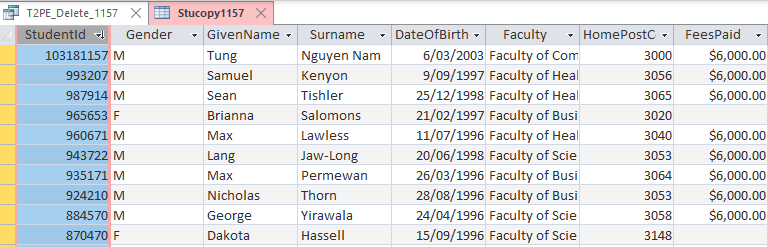 T2PE_Delete_1157 Stucopy1157
StudentId Gender GivenName Surname DateOfBirth Faculty HomePostC FeesPaid
103181157 M Tung Nguyen Nam 6/03/2003 Faculty of Com 3000 $6,000.00
993207 M Samuel Kenyon 9/09/1997 Faculty of Heal 3056 $6,000.00
987914 M Sean Tishler 25/12/1998 Faculty of Heal 3065 $6,000.00
965653 F Brianna Salomons 21/02/1997 Faculty of Busi 3020
960671 M Max Lawless 11/07/1996 Faculty of Heal 3040 $6,000.00
943722 M Lang Jaw-Long 20/06/1998 Faculty of Scie 3053 $6,000.00
935171 M Max Permewan 26/03/1996 Faculty of Busi 3064 $6,000.00
924210 M Nicholas Thorn 28/08/1996 Faculty of Busi 3053 $6,000.00
884570 M George Yirawala 24/04/1996 Faculty of Scie 3058 $6,000.00
870470 F Dakota Hassell 15/09/1996 Faculty of Scie 3148